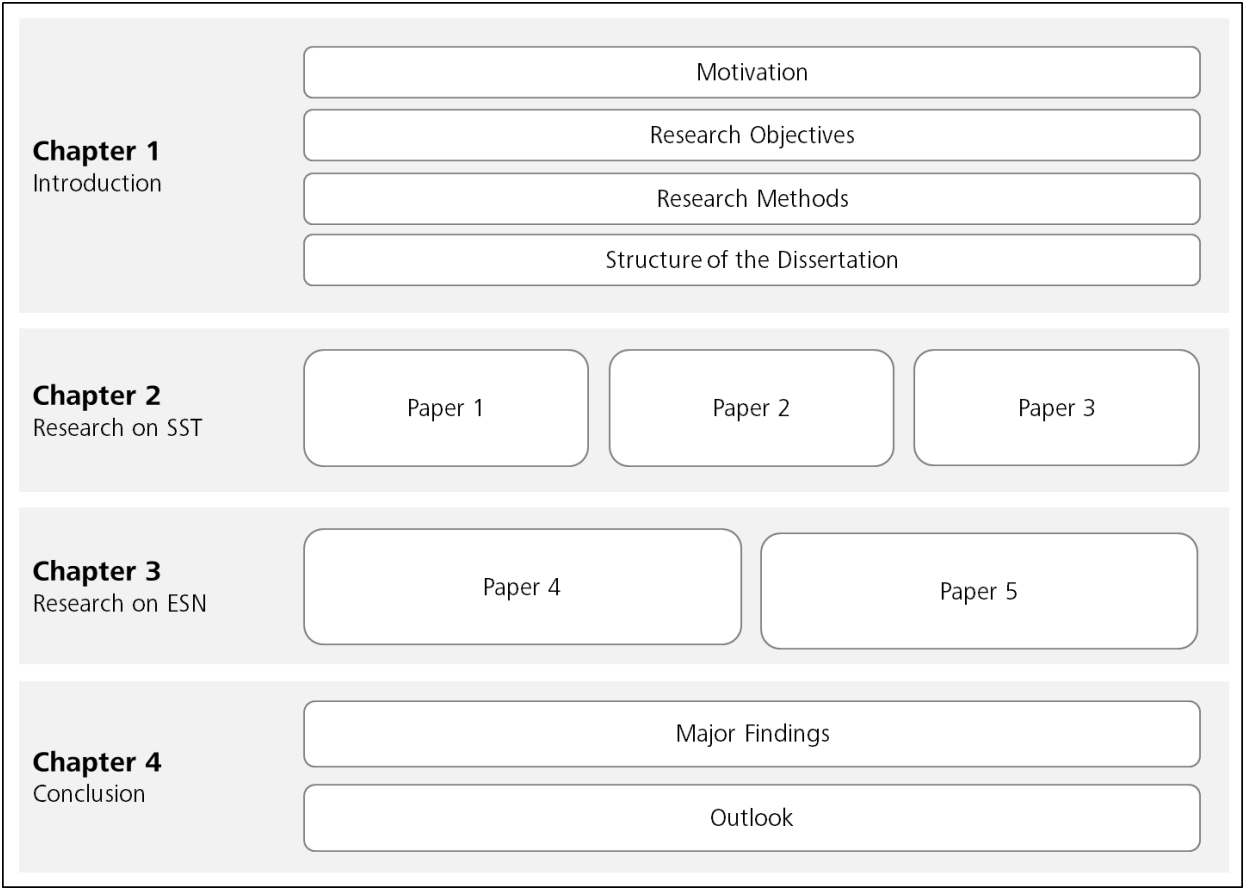 Chapter 1
Introduction
Motivation
Research Objectives
Research Methods
Structure of the Dissertation
Chapter 2
Research on SST
Paper 1
Paper 2
Paper 3
Chapter 3
Research on ESN
Paper 4
Paper 5
Chapter 4
Conclusion
Major Findings
Outlook